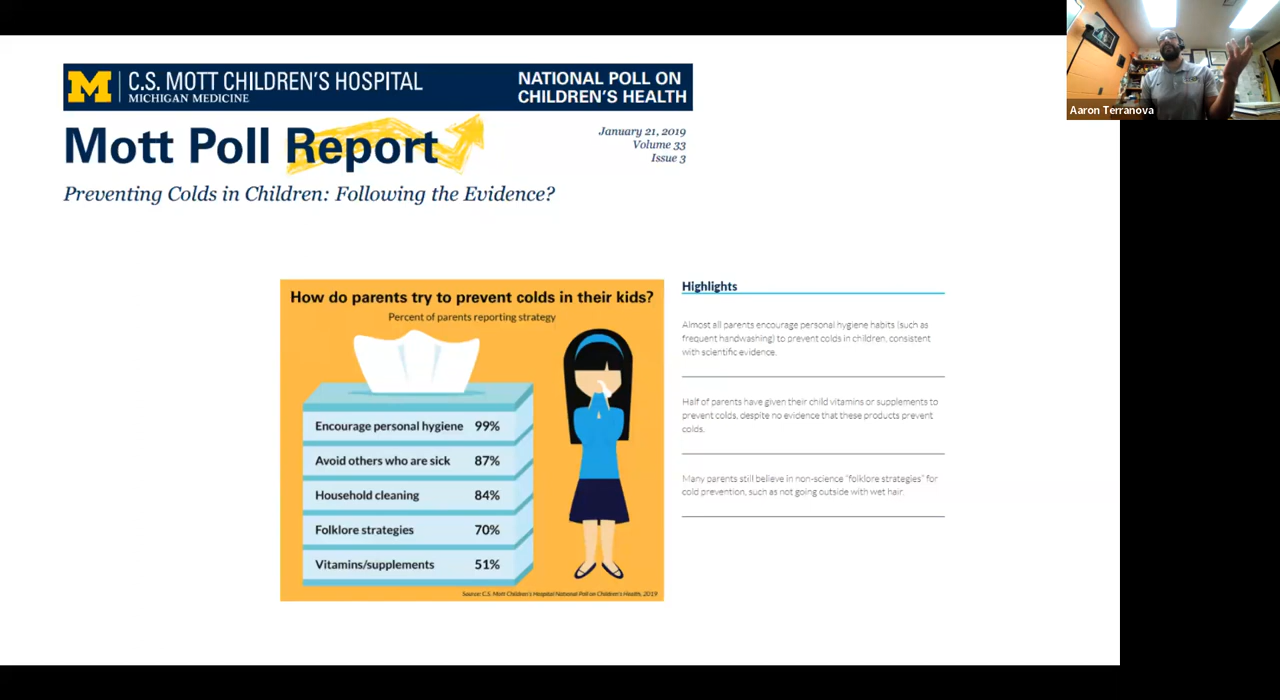 Aaron Terranova
M
C.S. MOTT CHILDREN'S HOSPITAL
MICHIGAN MEDICINE
NATIONAL POLL ON
CHILDREN'S HEALTH
Mott Poll Report
January 21, 2019
Volume 33
Issue 3
Preventing Colds in Children: Following the Evidence?
How do parents try to prevent colds in their kids?
Percent of parents reporting strategy
Encourage personal hygiene 99%
Avoid others who are sick 87%
Household cleaning 84%
Folklore strategies 70%
Vitamins/supplements 51%
Source: C.S. Mott Children's Hospital National Poll on Children's Health, 2019
Highlights
Almost all parents encourage personal hygiene habits (such as
frequent handwashing) to prevent colds in children, consistent
with scientific evidence.
Half of parents have given their child vitamins or supplements to
prevent colds, despite no evidence that these products prevent
colds.
Many parents still believe in non-science "folklore strategies" for
cold prevention, such as not going outside with wet hair.